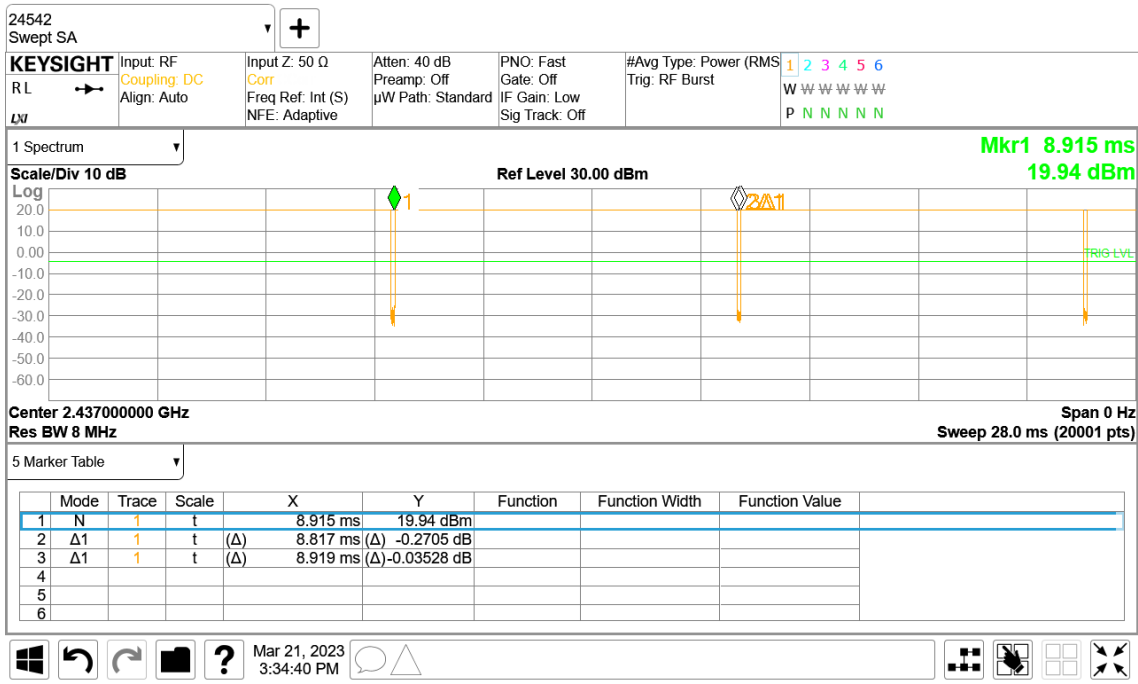 24542
Swept SA
KEYSIGHT
R L
LXI
Input: RF
Coupling: DC
Align: Auto
Input Z: 50 Ω
Corr
Freq Ref: Int (S)
NFE: Adaptive
Atten: 40 dB
Preamp: Off
µW Path: Standard
PNO: Fast
Gate: Off
IF Gain: Low
Sig Track: Off
#Avg Type: Power (RMS
Trig: RF Burst
1 2 3 4 5 6
W W W W W W
P N N N N N
1 Spectrum
Mkr1 8.915 ms
19.94 dBm
Scale/Div 10 dB
Ref Level 30.00 dBm
Log
1
20.0
10.0
0.00
TRIG LVL
-10.0
-20.0
-30.0
-40.0
-50.0
-60.0
Center 2.437000000 GHz
Span 0 Hz
Res BW 8 MHz
Sweep 28.0 ms (20001 pts)
5 Marker Table
Mode Trace Scale X Y Function Function Width Function Value
1 N 1 t 8.915 ms 19.94 dBm
2 Δ1 1 t (Δ) 8.817 ms (Δ) -0.2705 dB
3 Δ1 1 t (Δ) 8.919 ms (Δ) -0.03528 dB
4
5
6
?
Mar 21, 2023
3:34:40 PM